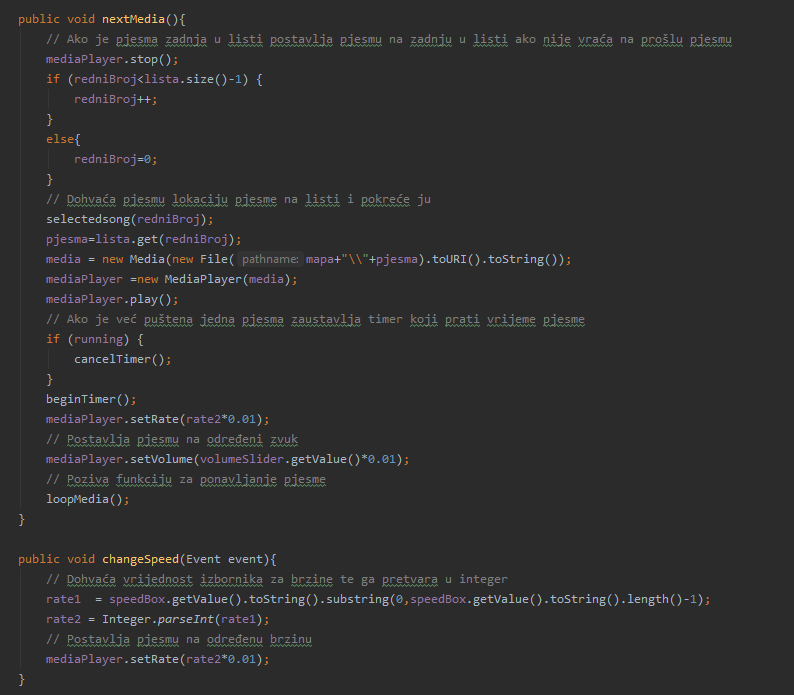 public void nextMedia(){
// Ako je pjesma zadnja u listi postavlja pjesmu na zadnju u listi ako nije vraća na prošlu pjesmu
mediaPlayer.stop();
if (redniBroj<lista.size()-1) {
redniBroj++;
}
else{
redniBroj=0;
}
// Dohvaća pjesmu lokaciju pjesme na listi i pokreće ju
selectedsong(redniBroj);
pjesma=lista.get(redniBroj);
media = new Media(new File( pathname: mapa+"\\"+pjesma).toURI().toString());
mediaPlayer =new MediaPlayer(media);
mediaPlayer.play();
// Ako je već puštena jedna pjesma zaustavlja timer koji prati vrijeme pjesme
if (running) {
cancelTimer();
}
beginTimer();
mediaPlayer.setRate(rate2*0.01);
// Postavlja pjesmu na određeni zvuk
mediaPlayer.setVolume(volumeSlider.getValue()*0.01);
// Poziva funkciju za ponavljanje pjesme
loopMedia();
}
public void changeSpeed(Event event){
// Dohvaća vrijednost izbornika za brzine te ga pretvara u integer
rate1  = speedBox.getValue().toString().substring(0,speedBox.getValue().toString().length()-1);
rate2 = Integer.parseInt(rate1);
// Postavlja pjesmu na određenu brzinu
mediaPlayer.setRate(rate2*0.01);
}